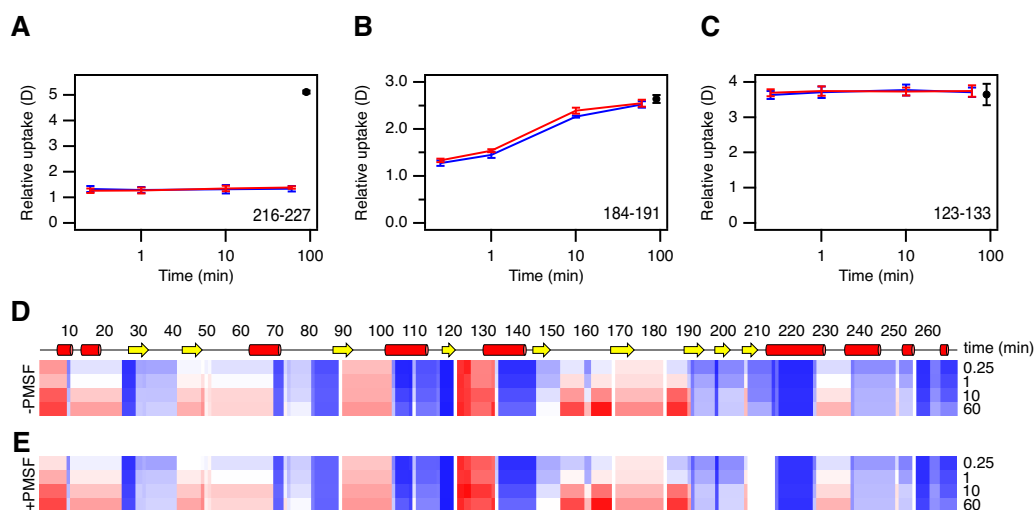 A
B
C
Relative uptake (D)
5
4
3
2
1
0
216-227
1
10
100
Time (min)
Relative uptake (D)
3.0
2.0
1.0
0.0
184-191
1
10
100
Time (min)
Relative uptake (D)
4
3
2
1
0
123-133
1
10
100
Time (min)
D
10 20 30 40 50 60 70 80 90 100 110 120 130 140 150 160 170 180 190 200 210 220 230 240 250 260
time (min)
-PMSF
0.25
1
10
60
E
+PMSF
0.25
1
10
60